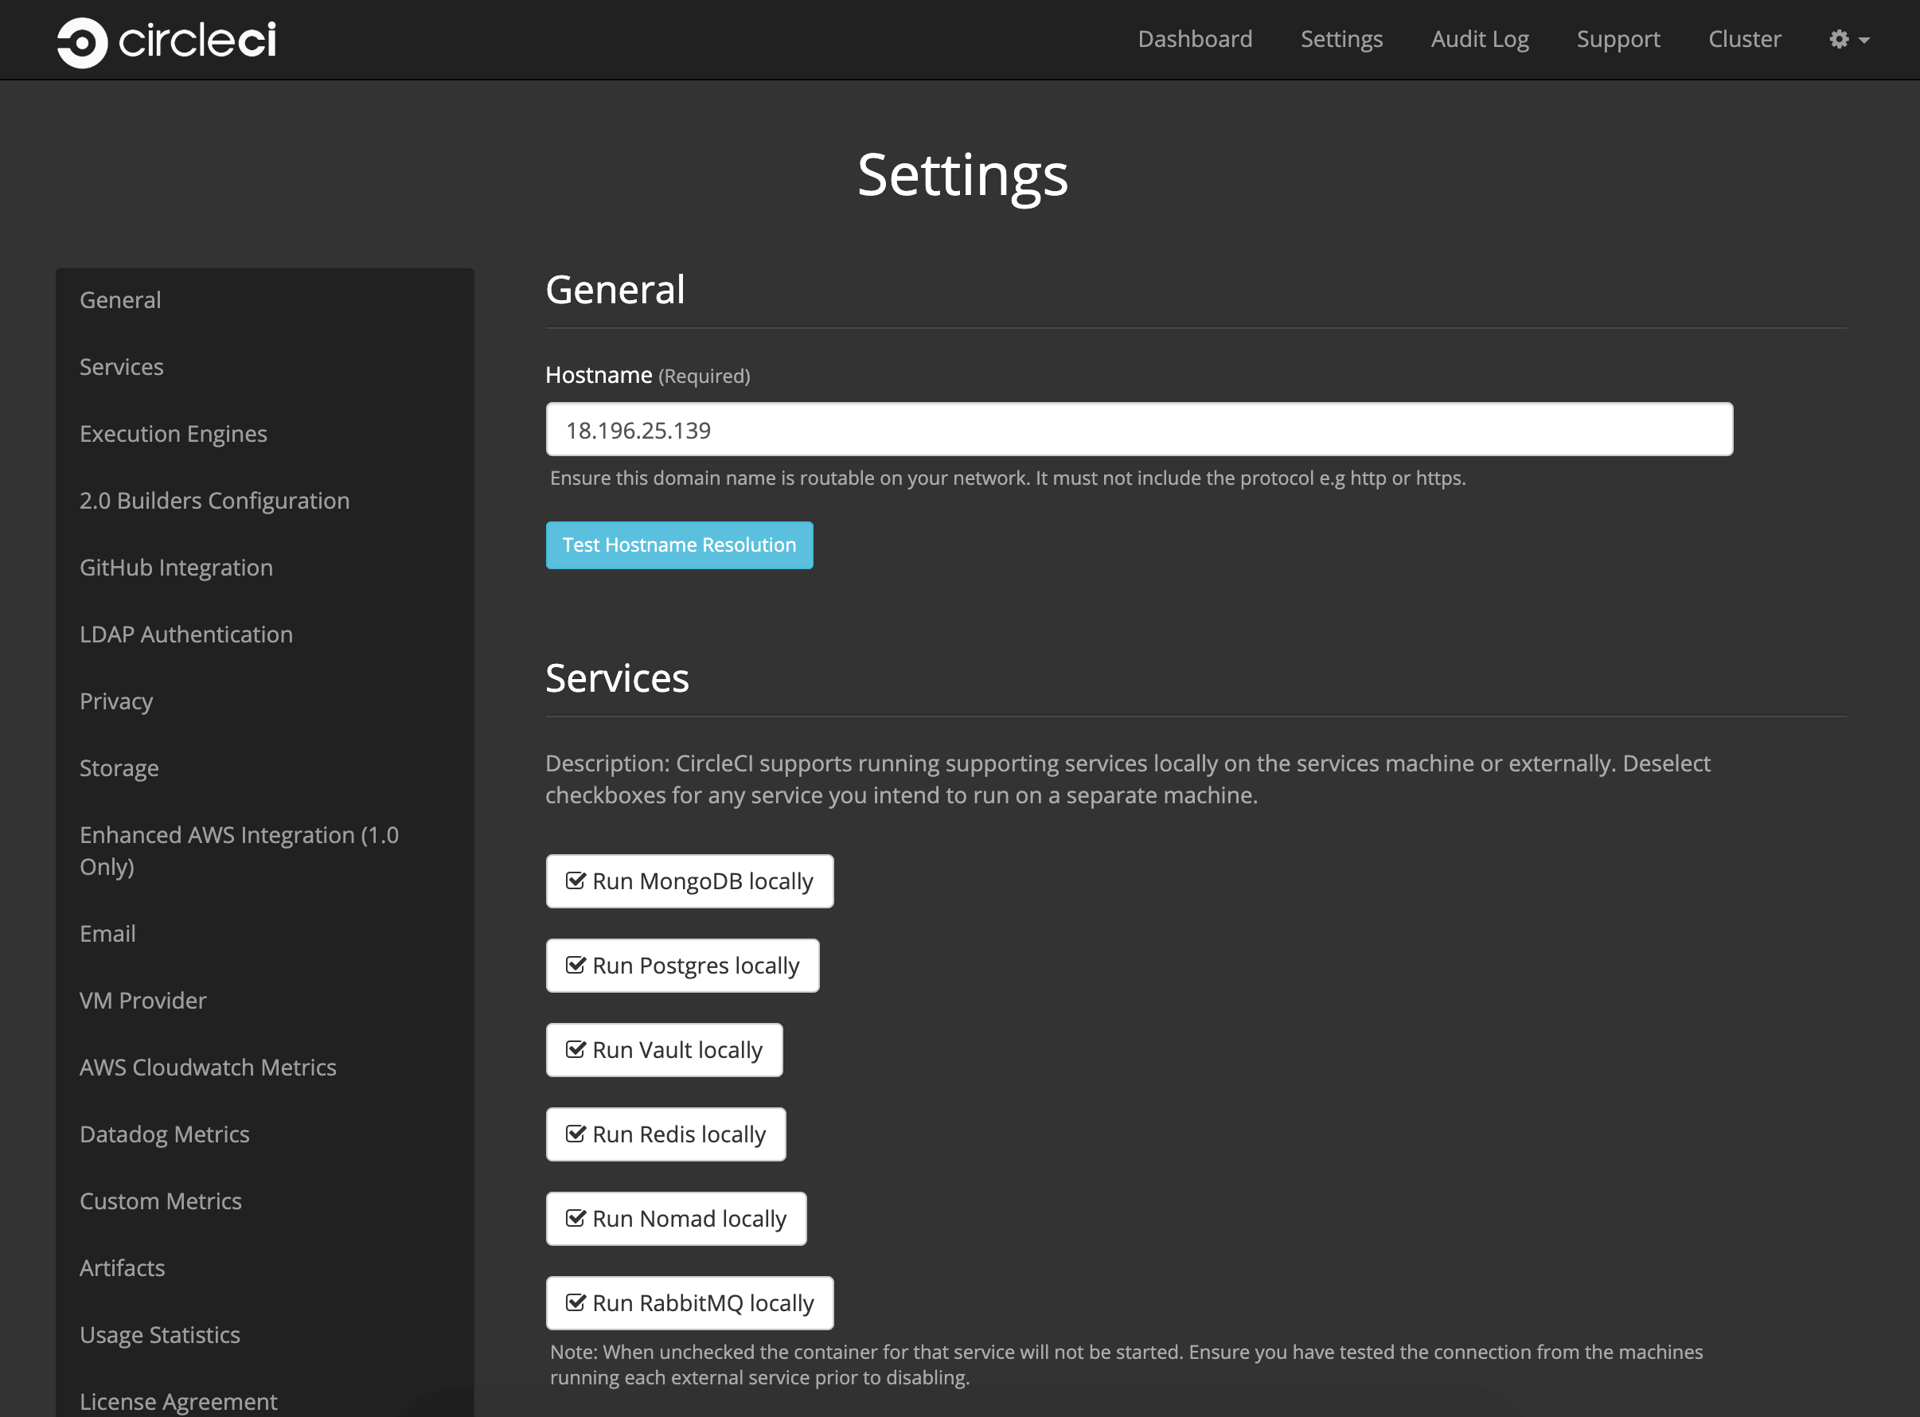 circleci
Dashboard
Settings
Audit Log
Support
Cluster
Settings
General
Services
Execution Engines
2.0 Builders Configuration
GitHub Integration
LDAP Authentication
Privacy
Storage
Enhanced AWS Integration (1.0
Only)
Email
VM Provider
AWS Cloudwatch Metrics
Datadog Metrics
Custom Metrics
Artifacts
Usage Statistics
License Agreement
General
Hostname (Required)
18.196.25.139
Ensure this domain name is routable on your network. It must not include the protocol e.g http or https.
Test Hostname Resolution
Services
Description: CircleCI supports running supporting services locally on the services machine or externally. Deselect
checkboxes for any service you intend to run on a separate machine.
Run MongoDB locally
Run Postgres locally
Run Vault locally
Run Redis locally
Run Nomad locally
Run RabbitMQ locally
Note: When unchecked the container for that service will not be started. Ensure you have tested the connection from the machines
running each external service prior to disabling.